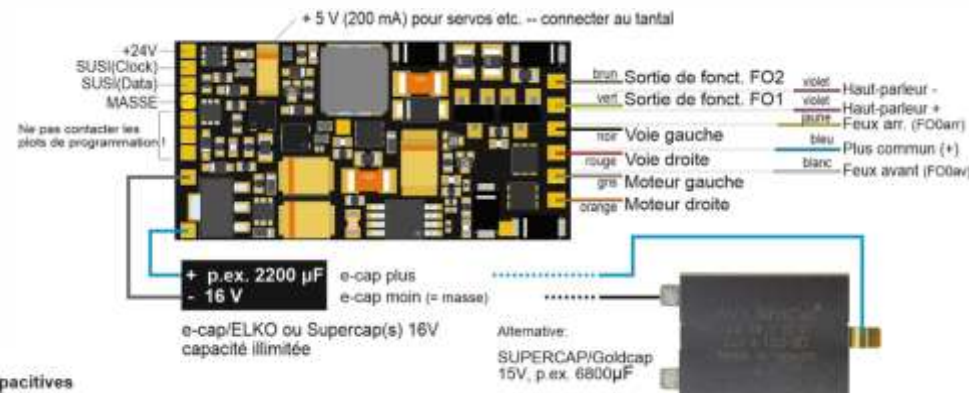 + 5 V (200 mA) pour servos etc. -- connecter au tantal
+24V
SUSI(Clock)
SUSI(Data)
MASSE
Ne pas contacter les
plots de programmation !
brun Sortie de fonct. FO2
vert Sortie de fonct. FO1
noir Voie gauche
rouge Voie droite
gris Moteur gauche
orange Moteur droite
violet Haut-parleur -
violet Haut-parleur +
jaune Feux arr. (FO0arr)
bleu Plus commun (+)
blanc Feux avant (FO0av)
+ p.ex. 2200 µF
- 16 V
e-cap plus
e-cap moin (= masse)
e-cap/ELKO ou Supercap(s) 16V
capacité illimitée
Alternative:
SUPERCAP/Goldcap
15V, p.ex. 6800µF
pacitives